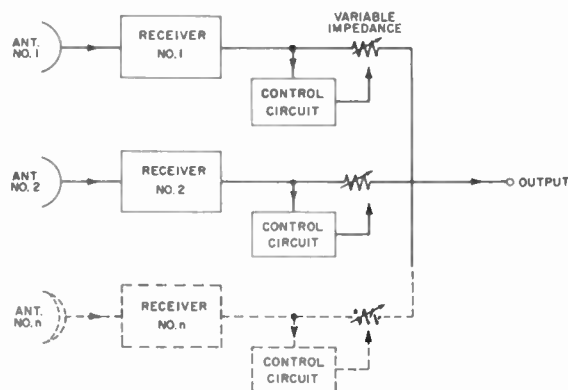 VARIABLE
IMPEDANCE
ANT.
NO. 1
RECEIVER
NO. 1
CONTROL
CIRCUIT
ANT.
NO. 2
RECEIVER
NO. 2
OUTPUT
CONTROL
CIRCUIT
ANT.
NO. n
RECEIVER
NO. n
CONTROL
CIRCUIT